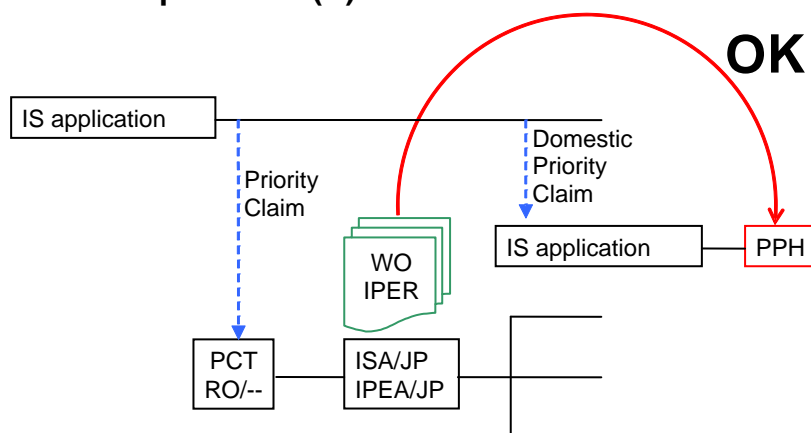 OK
IS application
Priority
Claim
Domestic
Priority
Claim
WO
IPER
IS application
PPH
PCT
RO/--
ISA/JP
IPEA/JP